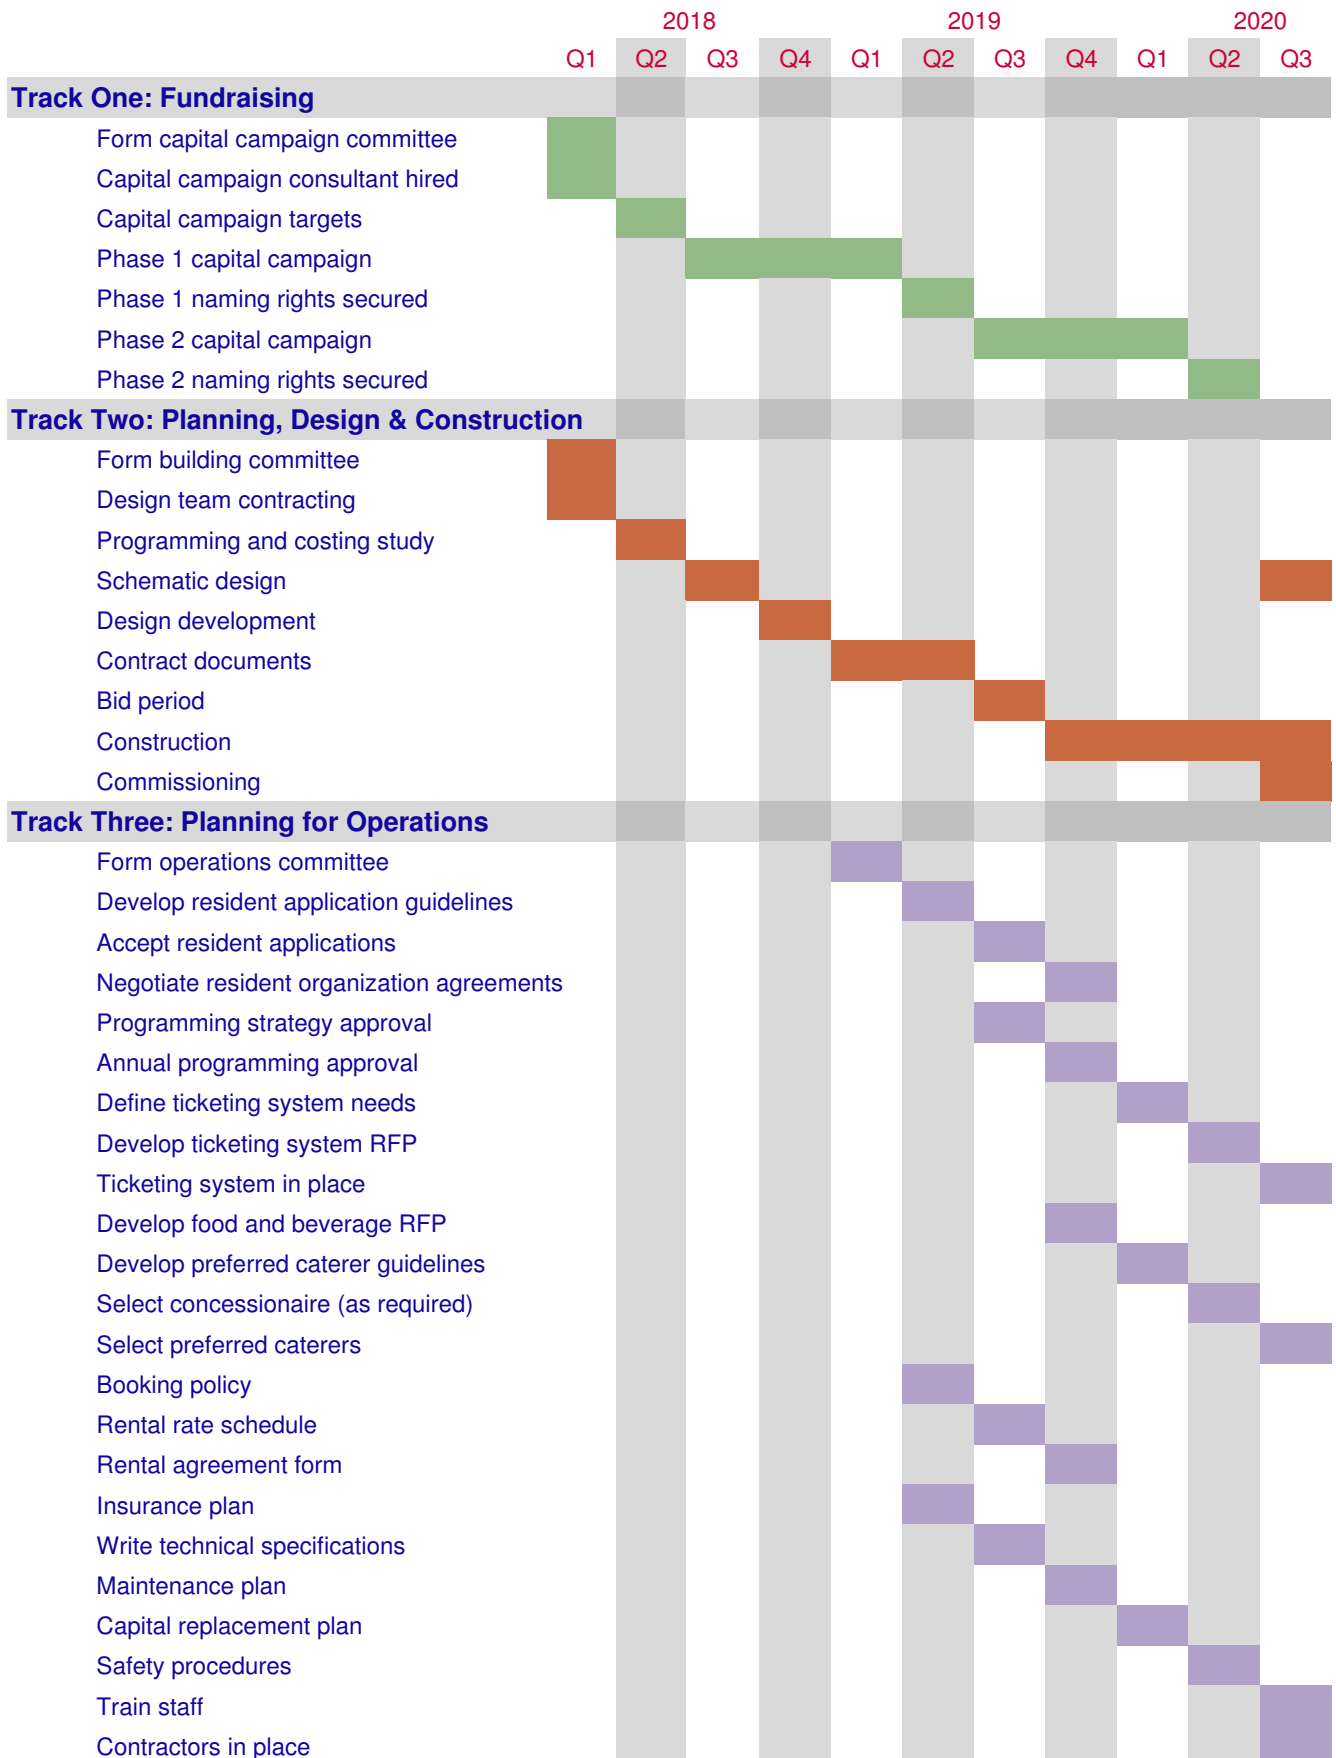 2018 2019 2020
Q1 Q2 Q3 Q4 Q1 Q2 Q3 Q4 Q1 Q2 Q3
Track One: Fundraising
Form capital campaign committee
Capital campaign consultant hired
Capital campaign targets
Phase 1 capital campaign
Phase 1 naming rights secured
Phase 2 capital campaign
Phase 2 naming rights secured
Track Two: Planning, Design & Construction
Form building committee
Design team contracting
Programming and costing study
Schematic design
Design development
Contract documents
Bid period
Construction
Commissioning
Track Three: Planning for Operations
Form operations committee
Develop resident application guidelines
Accept resident applications
Negotiate resident organization agreements
Programming strategy approval
Annual programming approval
Define ticketing system needs
Develop ticketing system RFP
Ticketing system in place
Develop food and beverage RFP
Develop preferred caterer guidelines
Select concessionaire (as required)
Select preferred caterers
Booking policy
Rental rate schedule
Rental agreement form
Insurance plan
Write technical specifications
Maintenance plan
Capital replacement plan
Safety procedures
Train staff
Contractors in place